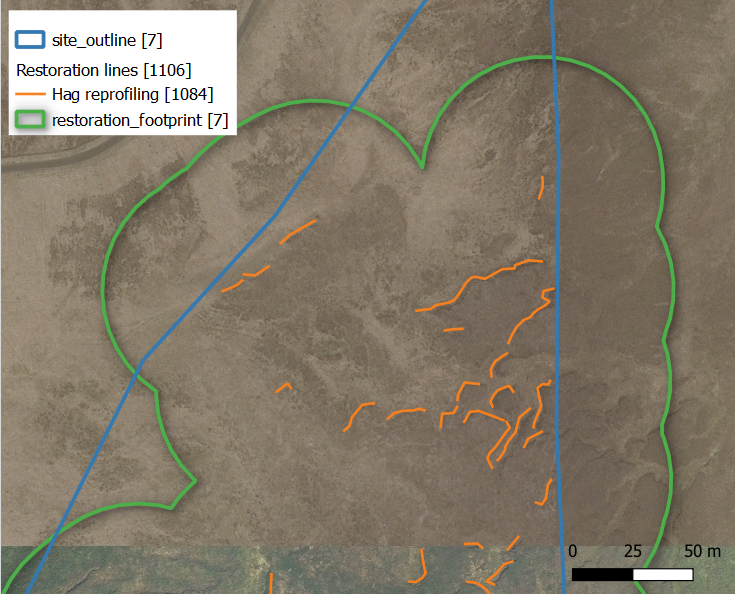 site_outline [7]
Restoration lines [1106]
Hag reprofiling [1084]
restoration_footprint [7]
0 25 50 m